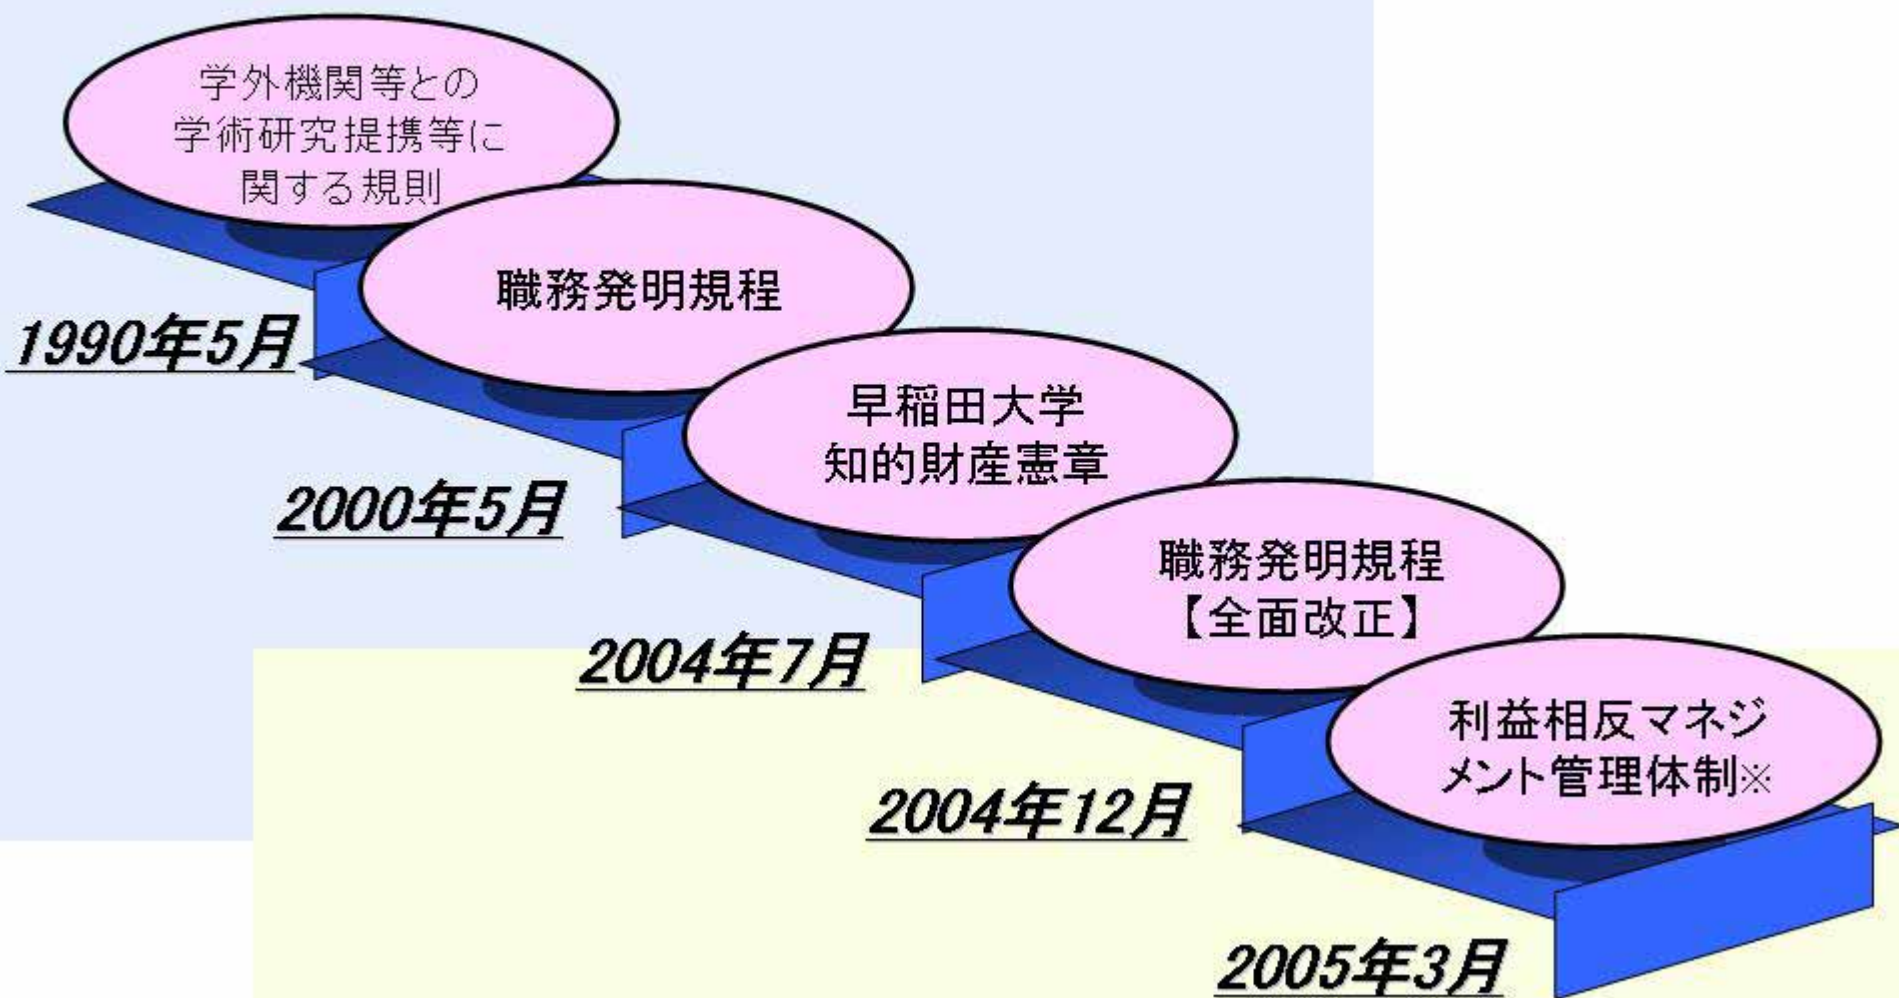 学外機関等との
学術研究提携等に
関する規則
1990年5月
職務発明規程
2000年5月
早稲田大学
知的財産憲章
2004年7月
職務発明規程
【全面改正】
2004年12月
利益相反マネジ
メント管理体制※
2005年3月